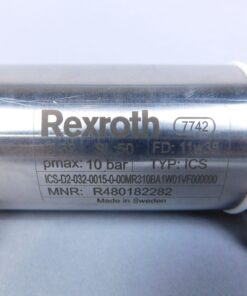 Rexroth 7742
FD: 11W35
pmax: 10 bar TYP: ICS
ICS-D2-032-0015-0-00MR310BA1W01VF000000
MNR: R480182282
Made in Sweden